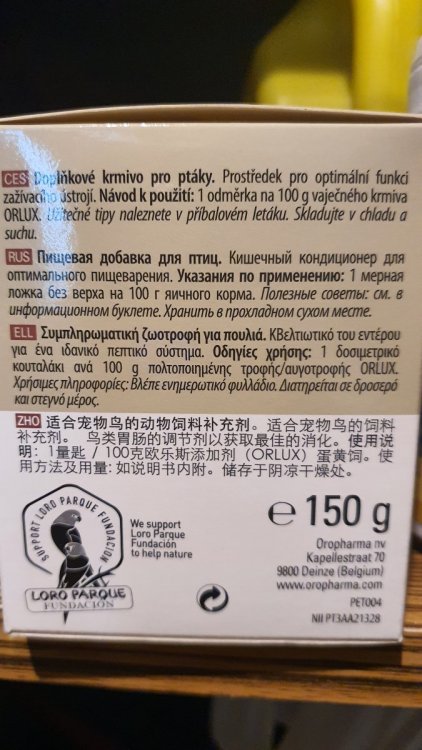 CES Doplňkové krmivo pro ptáky. Prostředek pro optimální funkci
zažívacího ústrojí. Návod k použití: 1 odměrka na 100 g vaječného krmiva
ORLUX. Užitečné tipy naleznete v příbalovém letáku. Skladujte v chladu a
suchu.
RUS Пищевая добавка для птиц. Кишечный кондиционер для
оптимального пищеварения. Указания по применению: 1 мерная
ложка без верха на 100 г яичного корма. Полезные советы: см. в
информационном буклете. Хранить в прохладном сухом месте.
ELL Συμπληρωματική ζωοτροφή για πουλιά. ΚΒελτιωτικό του εντέρου
για ένα ιδανικό πεπτικό σύστημα. Οδηγίες χρήσης: 1 δοσιμετρικό
κουταλάκι ανά 100 g πολτοποιημένης τροφής/αυγοτροφής ORLUX.
Χρήσιμες πληροφορίες: Βλέπε ενημερωτικό φυλλάδιο. Διατηρείται σε δροσερό
και στεγνό μέρος.
ZHO 适合宠物鸟的动物饲料补充剂。适合宠物鸟的饲料
补充剂。 鸟类胃肠的调节剂以获取最佳的消化。使用说
明：1量匙 / 100克欧乐斯添加剂（ORLUX）蛋黄饲。使
用方法及用量: 如说明书内附。储存于阴凉干燥处。
SUPPORT LORO PARQUE FUNDACION
LORO PARQUE
FUNDACIÓN
We support
Loro Parque
Fundación
to help nature
e 150 g
Oropharma nv
Kapellestraat 70
9800 Deinze (Belgium)
www.oropharma.com
PET004
NII PT3AA21328